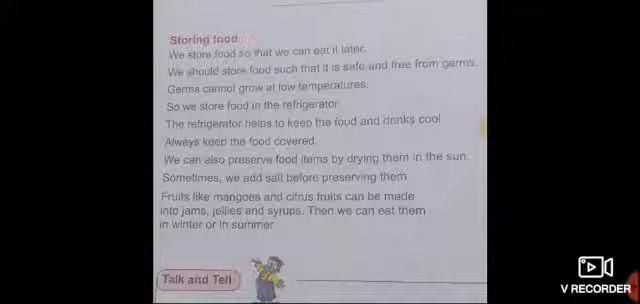 Storing food
We store food so that we can eat it later.
We should store food such that it is safe and free from germs.
Germs cannot grow at low temperatures.
So we store food in the refrigerator
The refrigerator helps to keep the food and drinks cool
Always keep the food covered.
We can also preserve food items by drying them in the sun.
Sometimes, we add salt before preserving them
Fruits like mangoes and citrus fruits can be made
into jams, jellies and syrups. Then we can eat them
in winter or in summer
Talk and Tell
V RECORDER